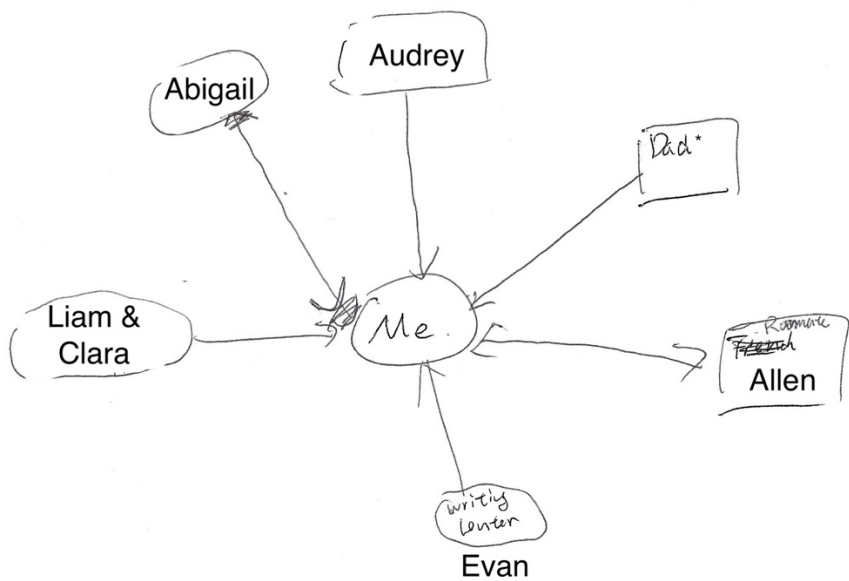 Audrey
Abigail
Dad*
Liam &
Clara
Me.
Roommate
Allen
writing
Center
Evan